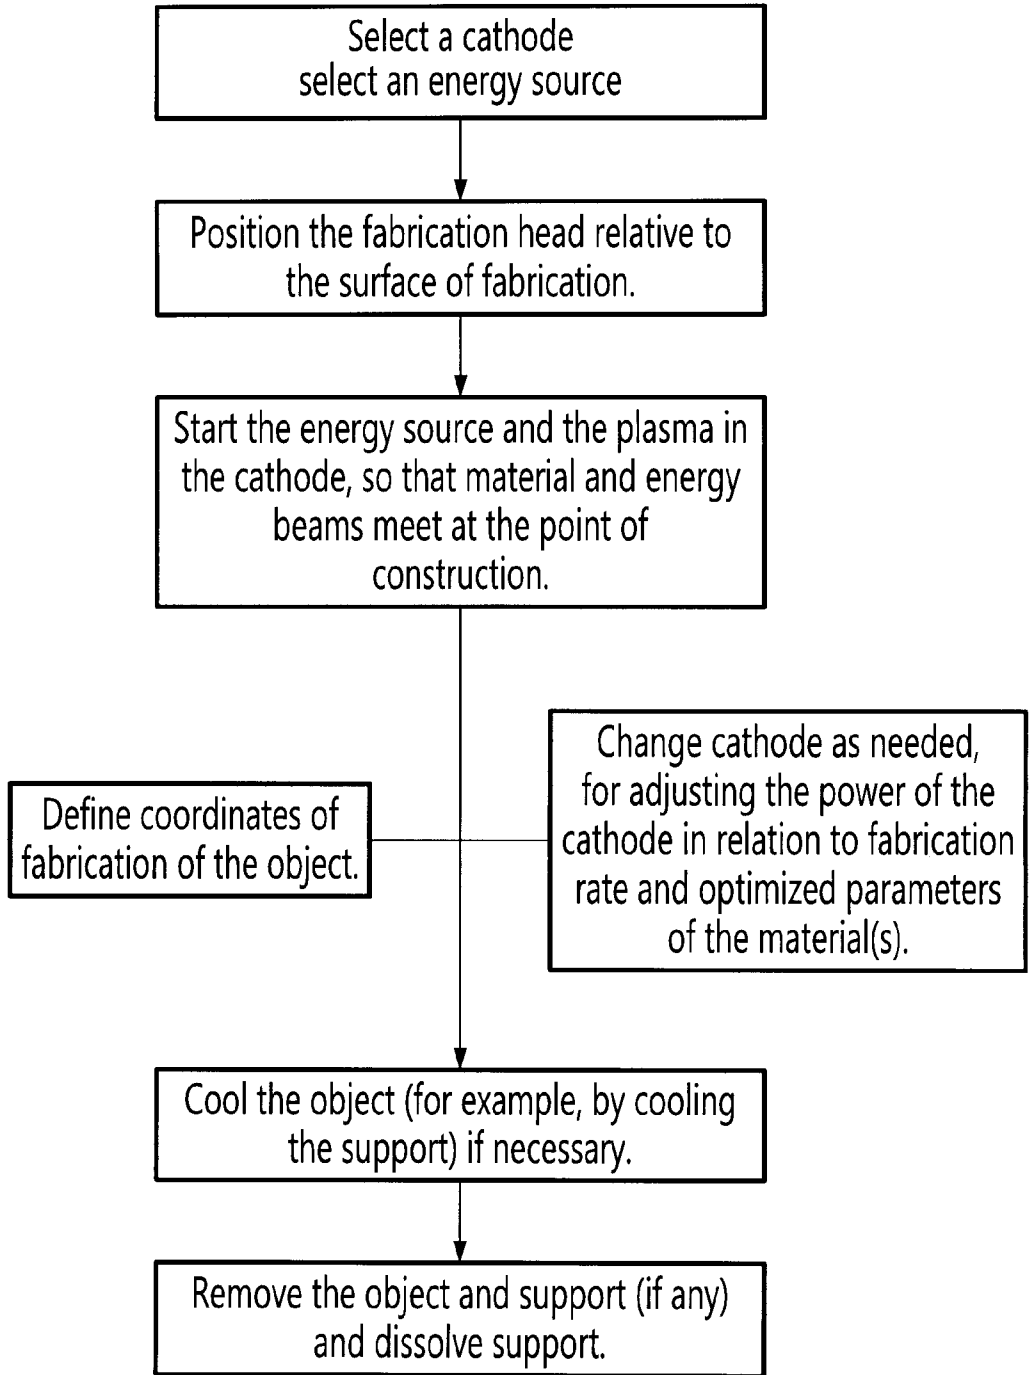 Select a cathode
select an energy source
Position the fabrication head relative to
the surface of fabrication.
Start the energy source and the plasma in
the cathode, so that material and energy
beams meet at the point of
construction.
Define coordinates of
fabrication of the object.
Change cathode as needed,
for adjusting the power of the
cathode in relation to fabrication
rate and optimized parameters
of the material(s).
Cool the object (for example, by cooling
the support) if necessary.
Remove the object and support (if any)
and dissolve support.